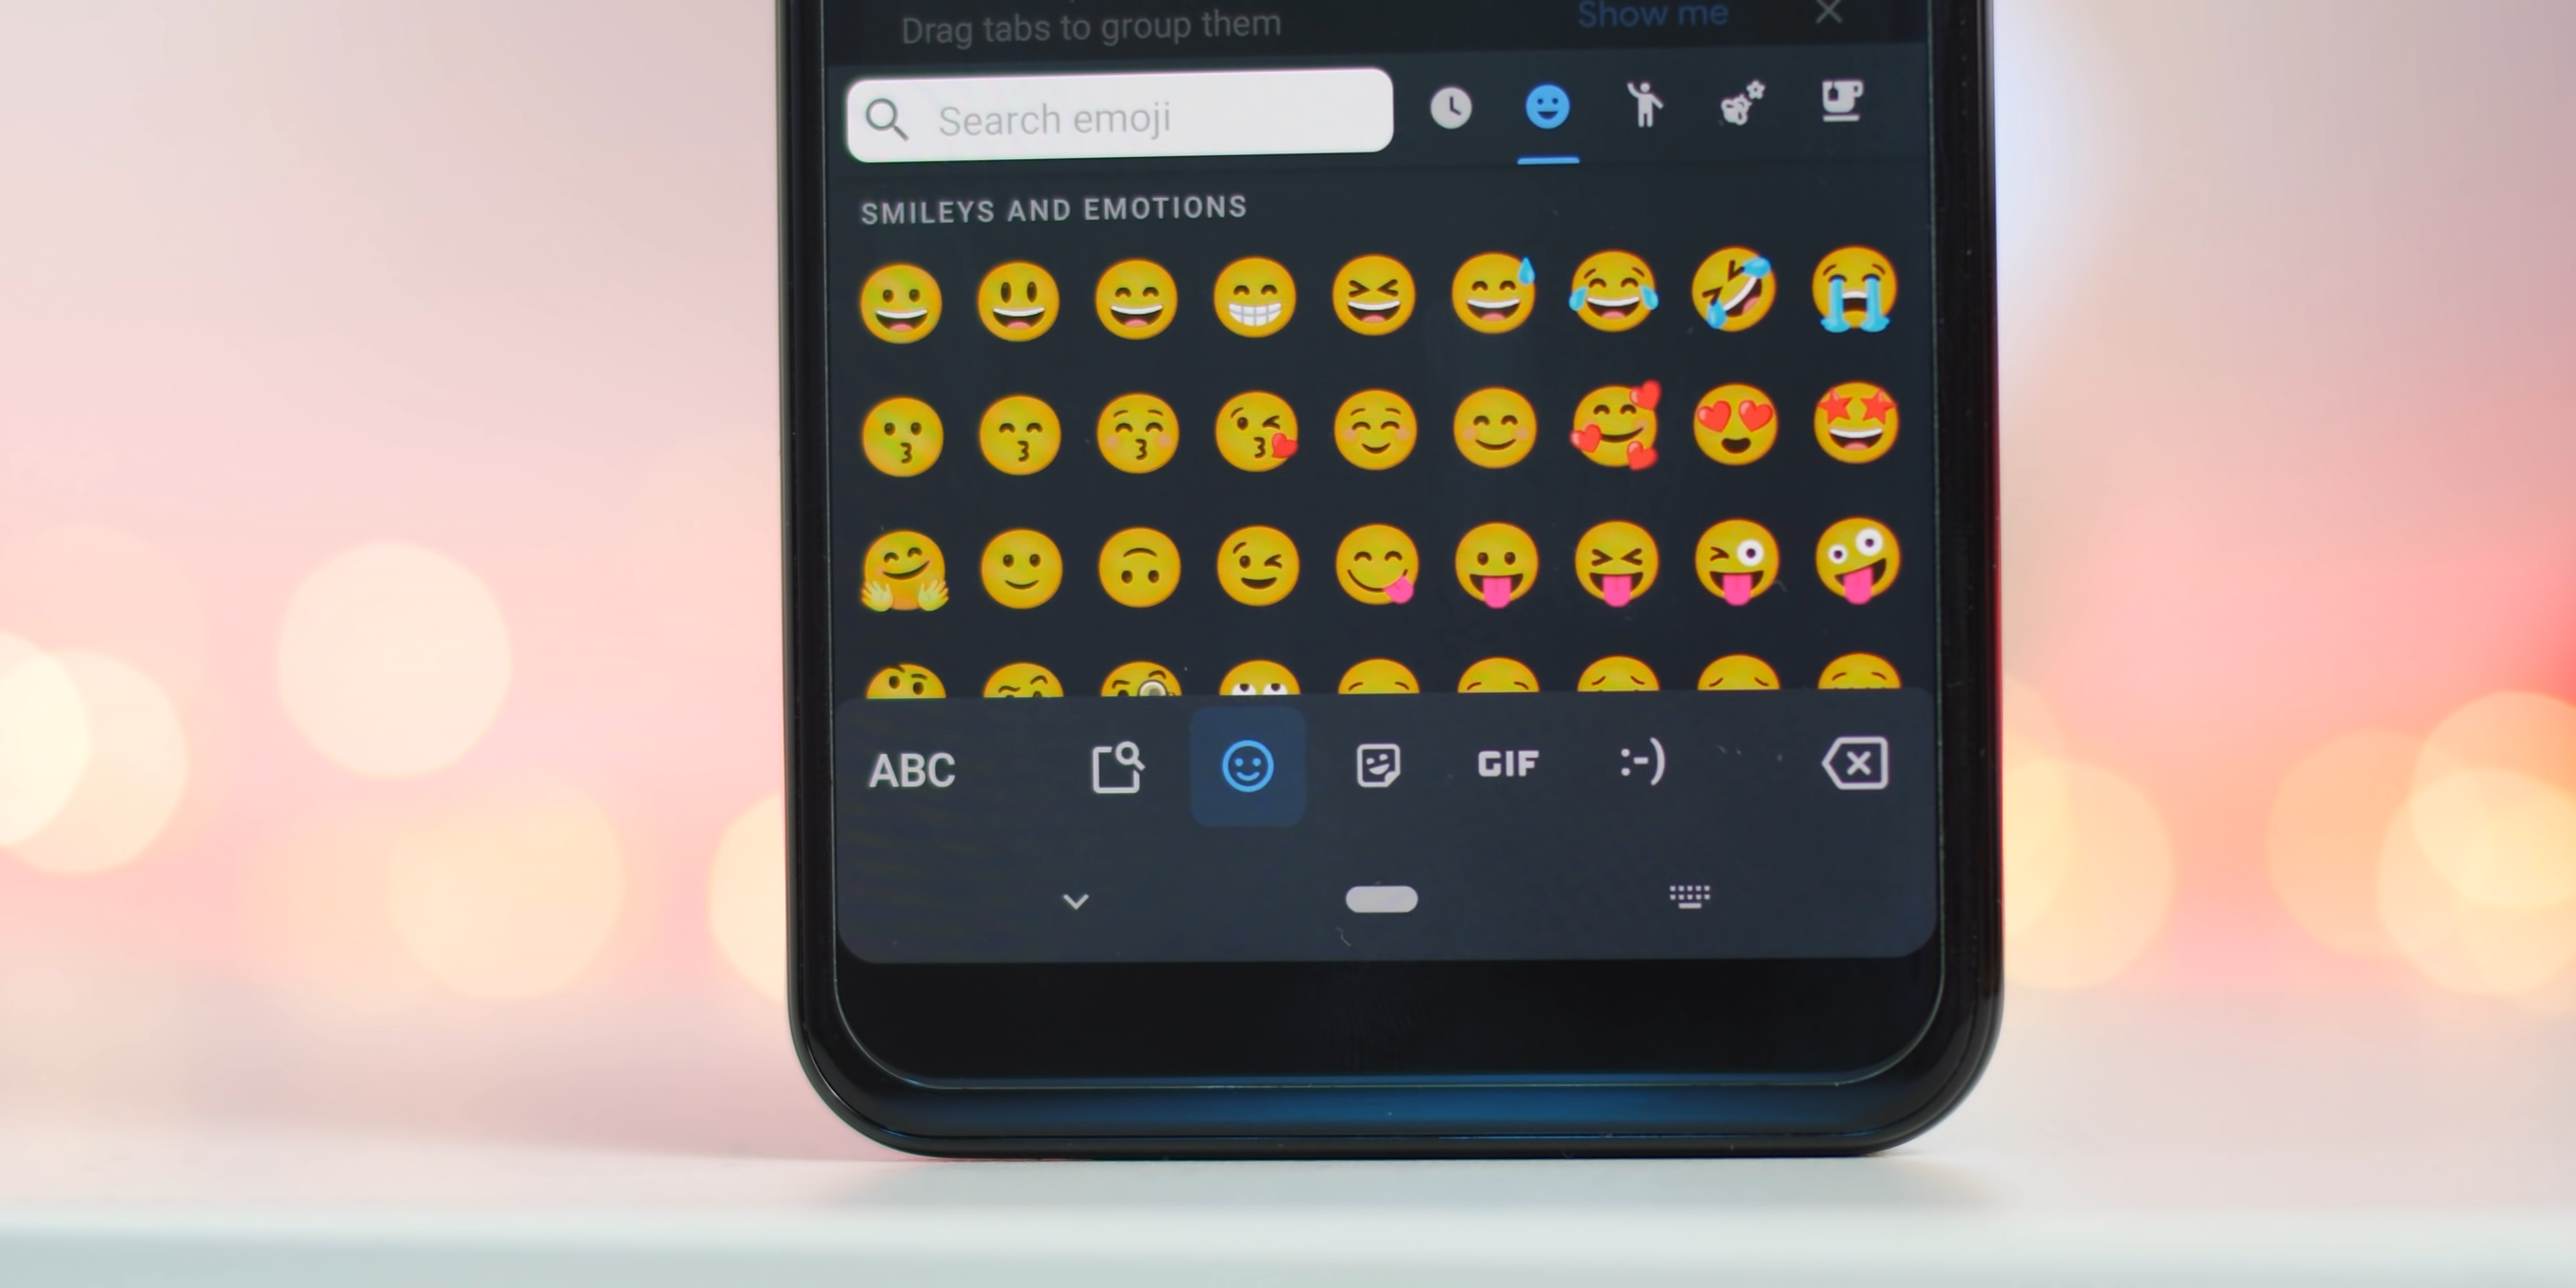 Drag tabs to group them
Show me
Search emoji
SMILEYS AND EMOTIONS
ABC
GIF
:-)